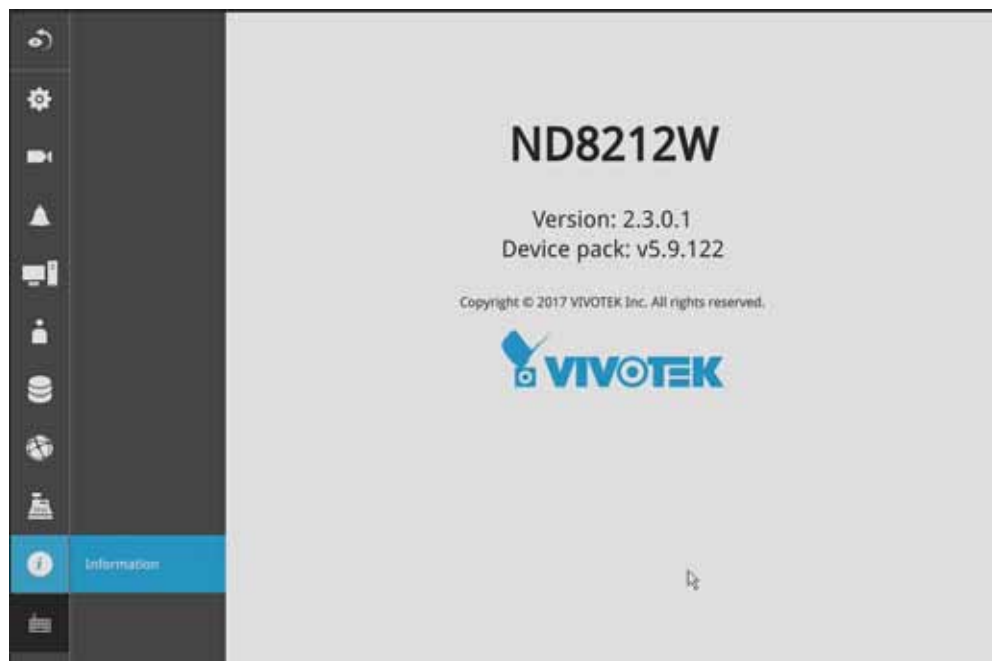 ND8212W
Version: 2.3.0.1
Device pack: v5.9.122
Copyright © 2017 VIVOTEK Inc. All rights reserved.
VIVOTEK
Information